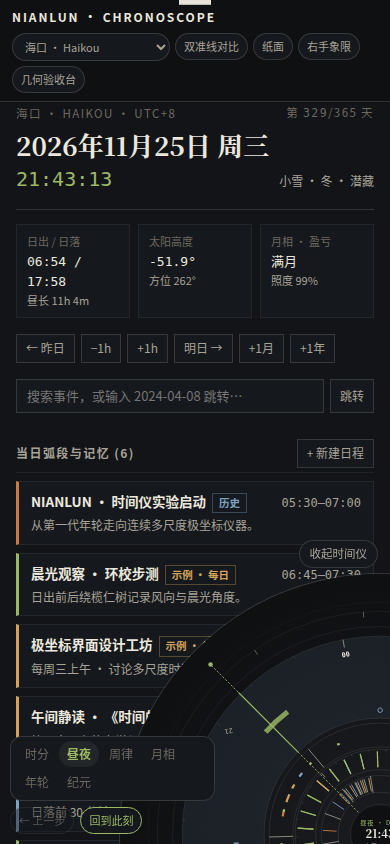 NIANLUN · CHRONOSCOPE
海口 · Haikou
双准线对比
纸面
右手象限
几何验收台
海口 · HAIKOU · UTC+8
第 329/365 天
2026年11月25日 周三
21:43:13
小雪 · 冬 · 潜藏
日出 / 日落
06:54 /
17:58
昼长 11h 4m
太阳高度
-51.9°
方位 262°
月相 · 盈亏
满月
照度 99%
← 昨日
−1h
+1h
明日 →
+1月
+1年
搜索事件，或输入 2024-04-08 跳转…
跳转
当日弧段与记忆 (6)
+ 新建日程
NIANLUN · 时间仪实验启动 历史
05:30–07:00
从第一代年轮走向连续多尺度极坐标仪器。
收起时间仪
晨光观察 · 环校步测 示例 · 每日
06:45–07:30
日出前后绕榄仁树记录风向与晨光角度。
极坐标界面设计工坊 示例
每周三上午 · 讨论多尺度时
午间静读 · 《时间
00
21
时分
昼夜
周律
月相
年轮
纪元
日落前 30
← 上一步
回到此刻
昼夜 · D
21:43